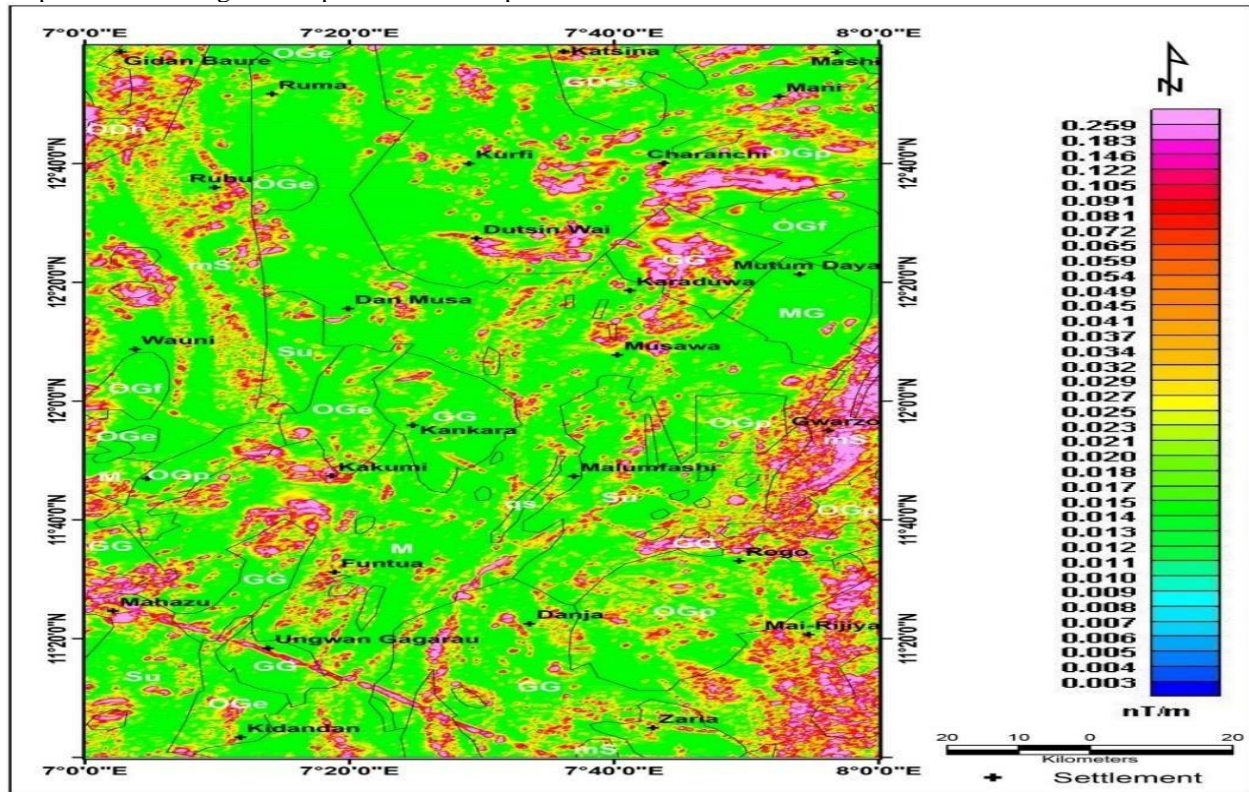 7°0'0"E 7°20'0"E 7°40'0"E 8°0'0"E
Gidan Baure
OGe
Katsina
Mashi
Ruma
GDss
Mani
ODh
12°40'0"N
Kurfi
Charanchi
OGp
12°40'0"N
Rubu
OGe
Dutsin Wai
OGf
mS
GG
Mutum Daya
12°20'0"N
Karaduwa
12°20'0"N
Dan Musa
MG
Wauni
Su
Musawa
OGf
OGe
GG
12°0'0"N
OGp
12°0'0"N
Kankara
Gwarzo
OGe
mS
M
OGp
Kakumi
Malumfashi
qs
Su
OGp
11°40'0"N
GG
M
GG
Rogo
11°40'0"N
GG
Funtua
Mahazu
Danja
OGp
Mai-Rijiya
11°20'0"N
Ungwan Gagarau
11°20'0"N
GG
Su
GG
OGe
Kidandan
Zaria
mS
7°0'0"E 7°20'0"E 7°40'0"E 8°0'0"E
N
0.259
0.183
0.146
0.122
0.105
0.091
0.081
0.072
0.065
0.059
0.054
0.049
0.045
0.041
0.037
0.034
0.032
0.029
0.027
0.025
0.023
0.021
0.020
0.018
0.017
0.015
0.014
0.013
0.012
0.011
0.010
0.009
0.008
0.007
0.006
0.005
0.004
0.003
nT/m
20 10 0 20
Kilometers
Settlement